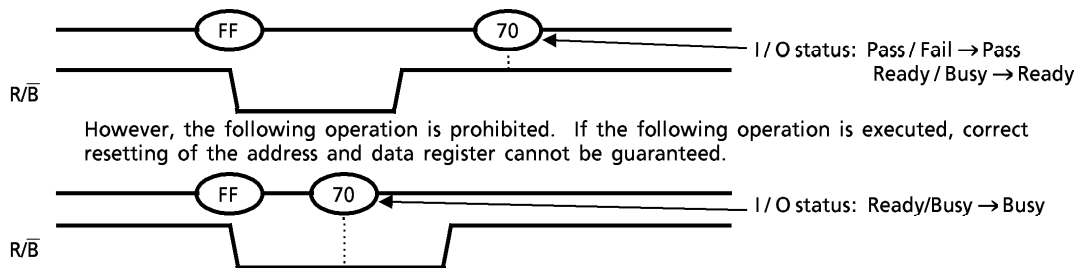 FF 70
I/O status: Pass/Fail → Pass
Ready/Busy → Ready
R/B̅
However, the following operation is prohibited. If the following operation is executed, correct
resetting of the address and data register cannot be guaranteed.
FF 70
I/O status: Ready/Busy → Busy
R/B̅